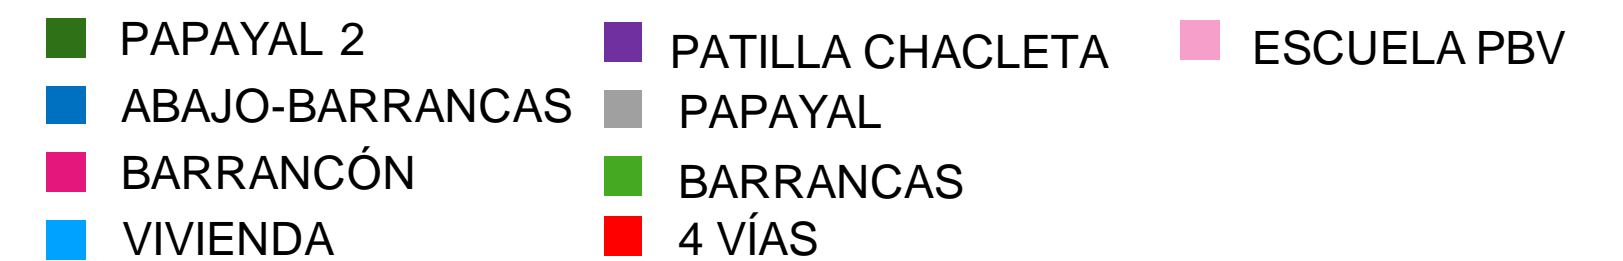 PAPAYAL 2
ABAJO-BARRANCAS
BARRANCÓN
VIVIENDA
PATILLA CHACLETA
PAPAYAL
BARRANCAS
4 VÍAS
ESCUELA PBV